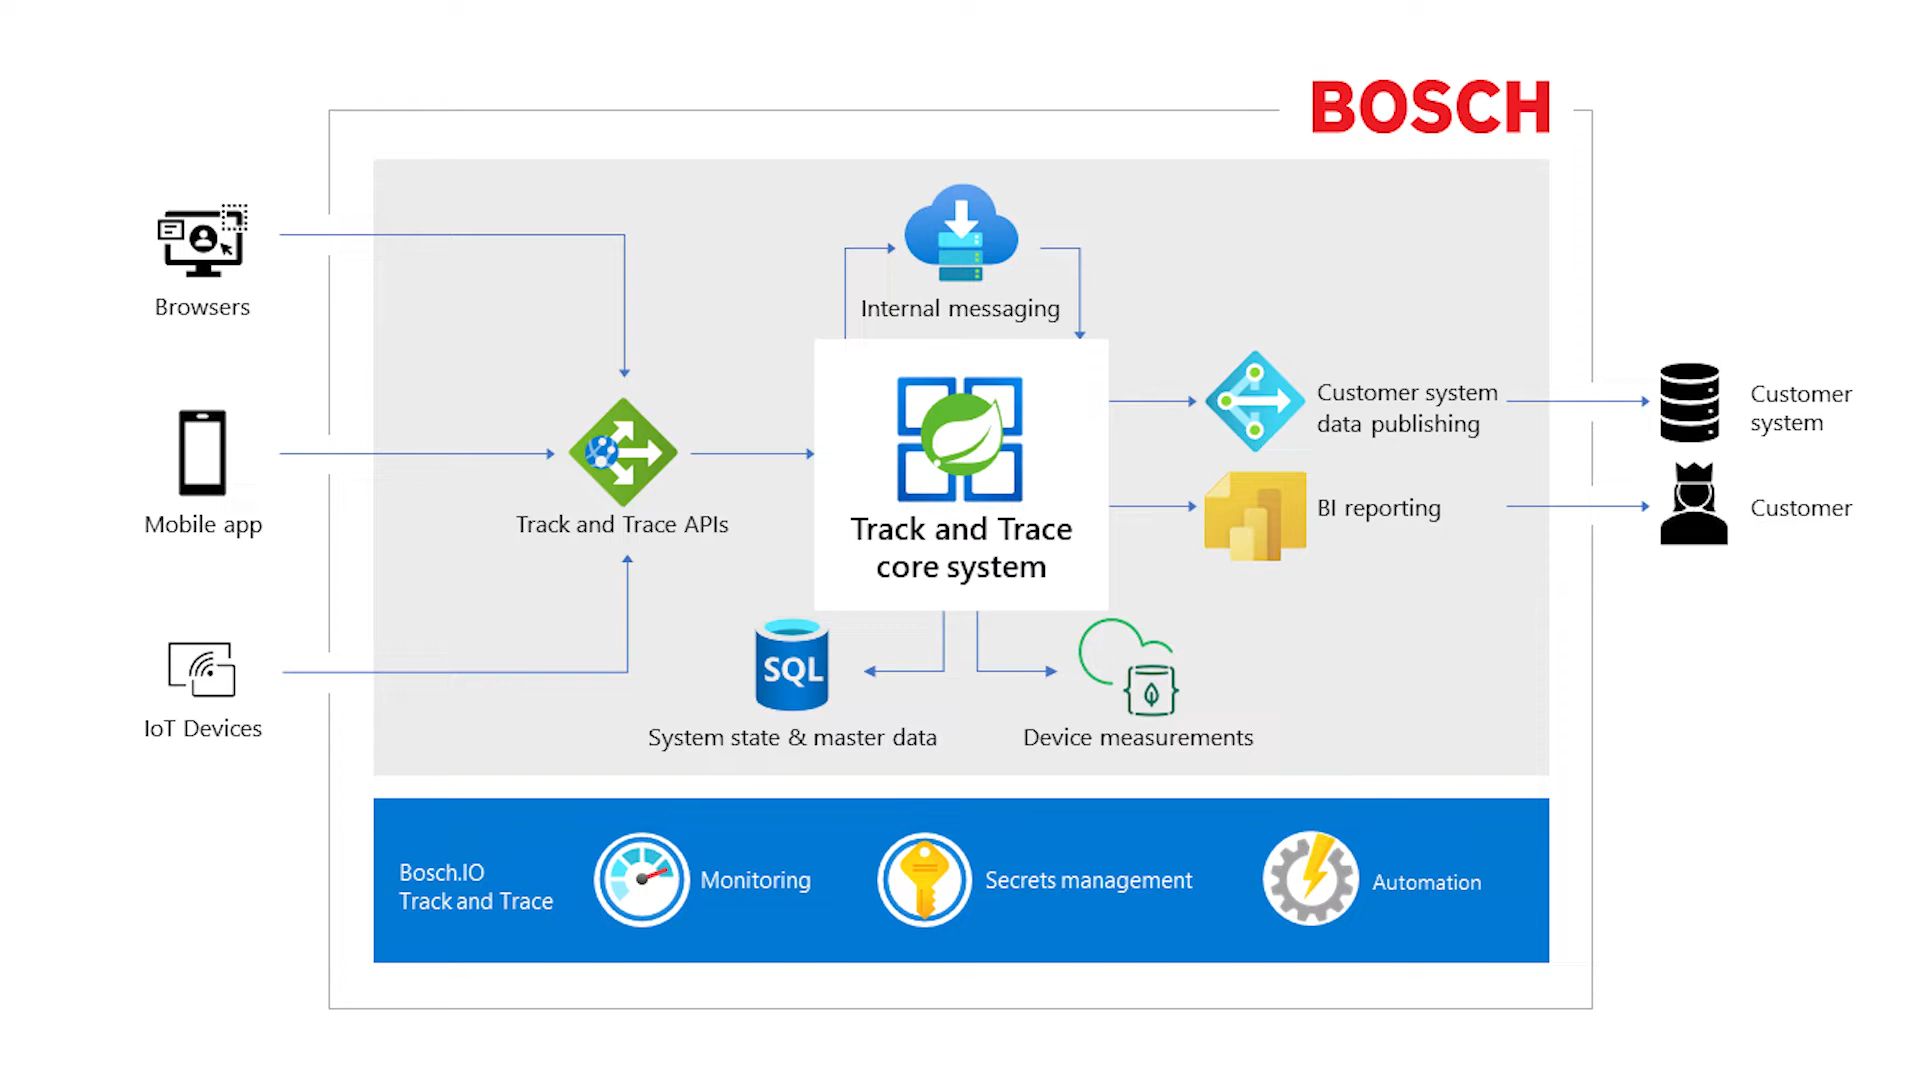 BOSCH
Browsers
Internal messaging
Customer system
data publishing
Customer
system
Mobile app
Track and Trace APIs
Track and Trace
core system
BI reporting
Customer
IoT Devices
SQL
System state & master data
Device measurements
Bosch.IO
Track and Trace
Monitoring
Secrets management
Automation